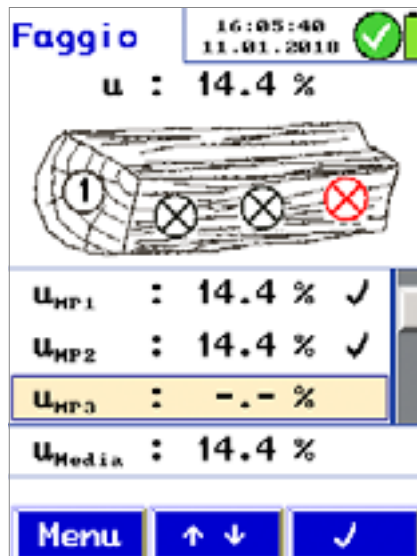 Faggio
16:05:40
11.01.2018
u : 14.4 %
1
uMP1 : 14.4 % ✓
uMP2 : 14.4 % ✓
uMP3 : -.- %
uMedia : 14.4 %
Menu ↑ ↓ ✓